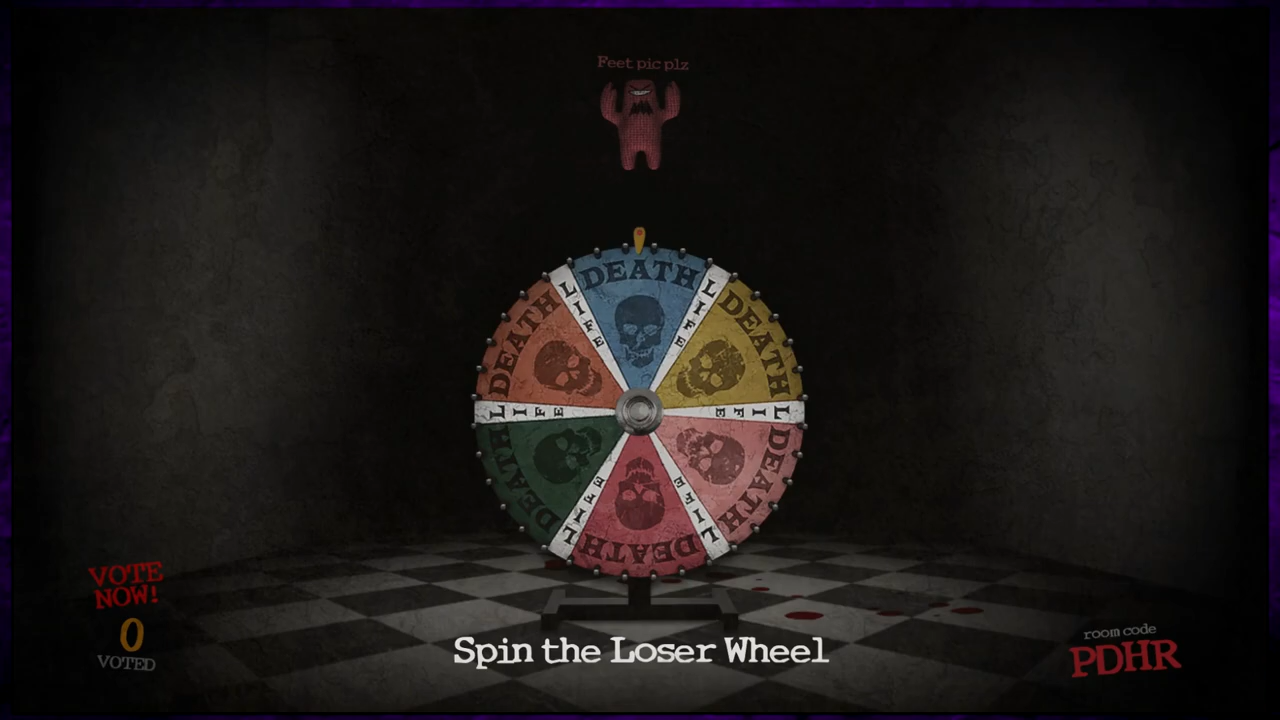 Feet pic plz
DEATH
LIFE
DEATH
LIFE
DEATH
LIFE
DEATH
LIFE
DEATH
LIFE
DEATH
LIFE
VOTE
NOW!
0
VOTED
Spin the Loser Wheel
room code
PDHR